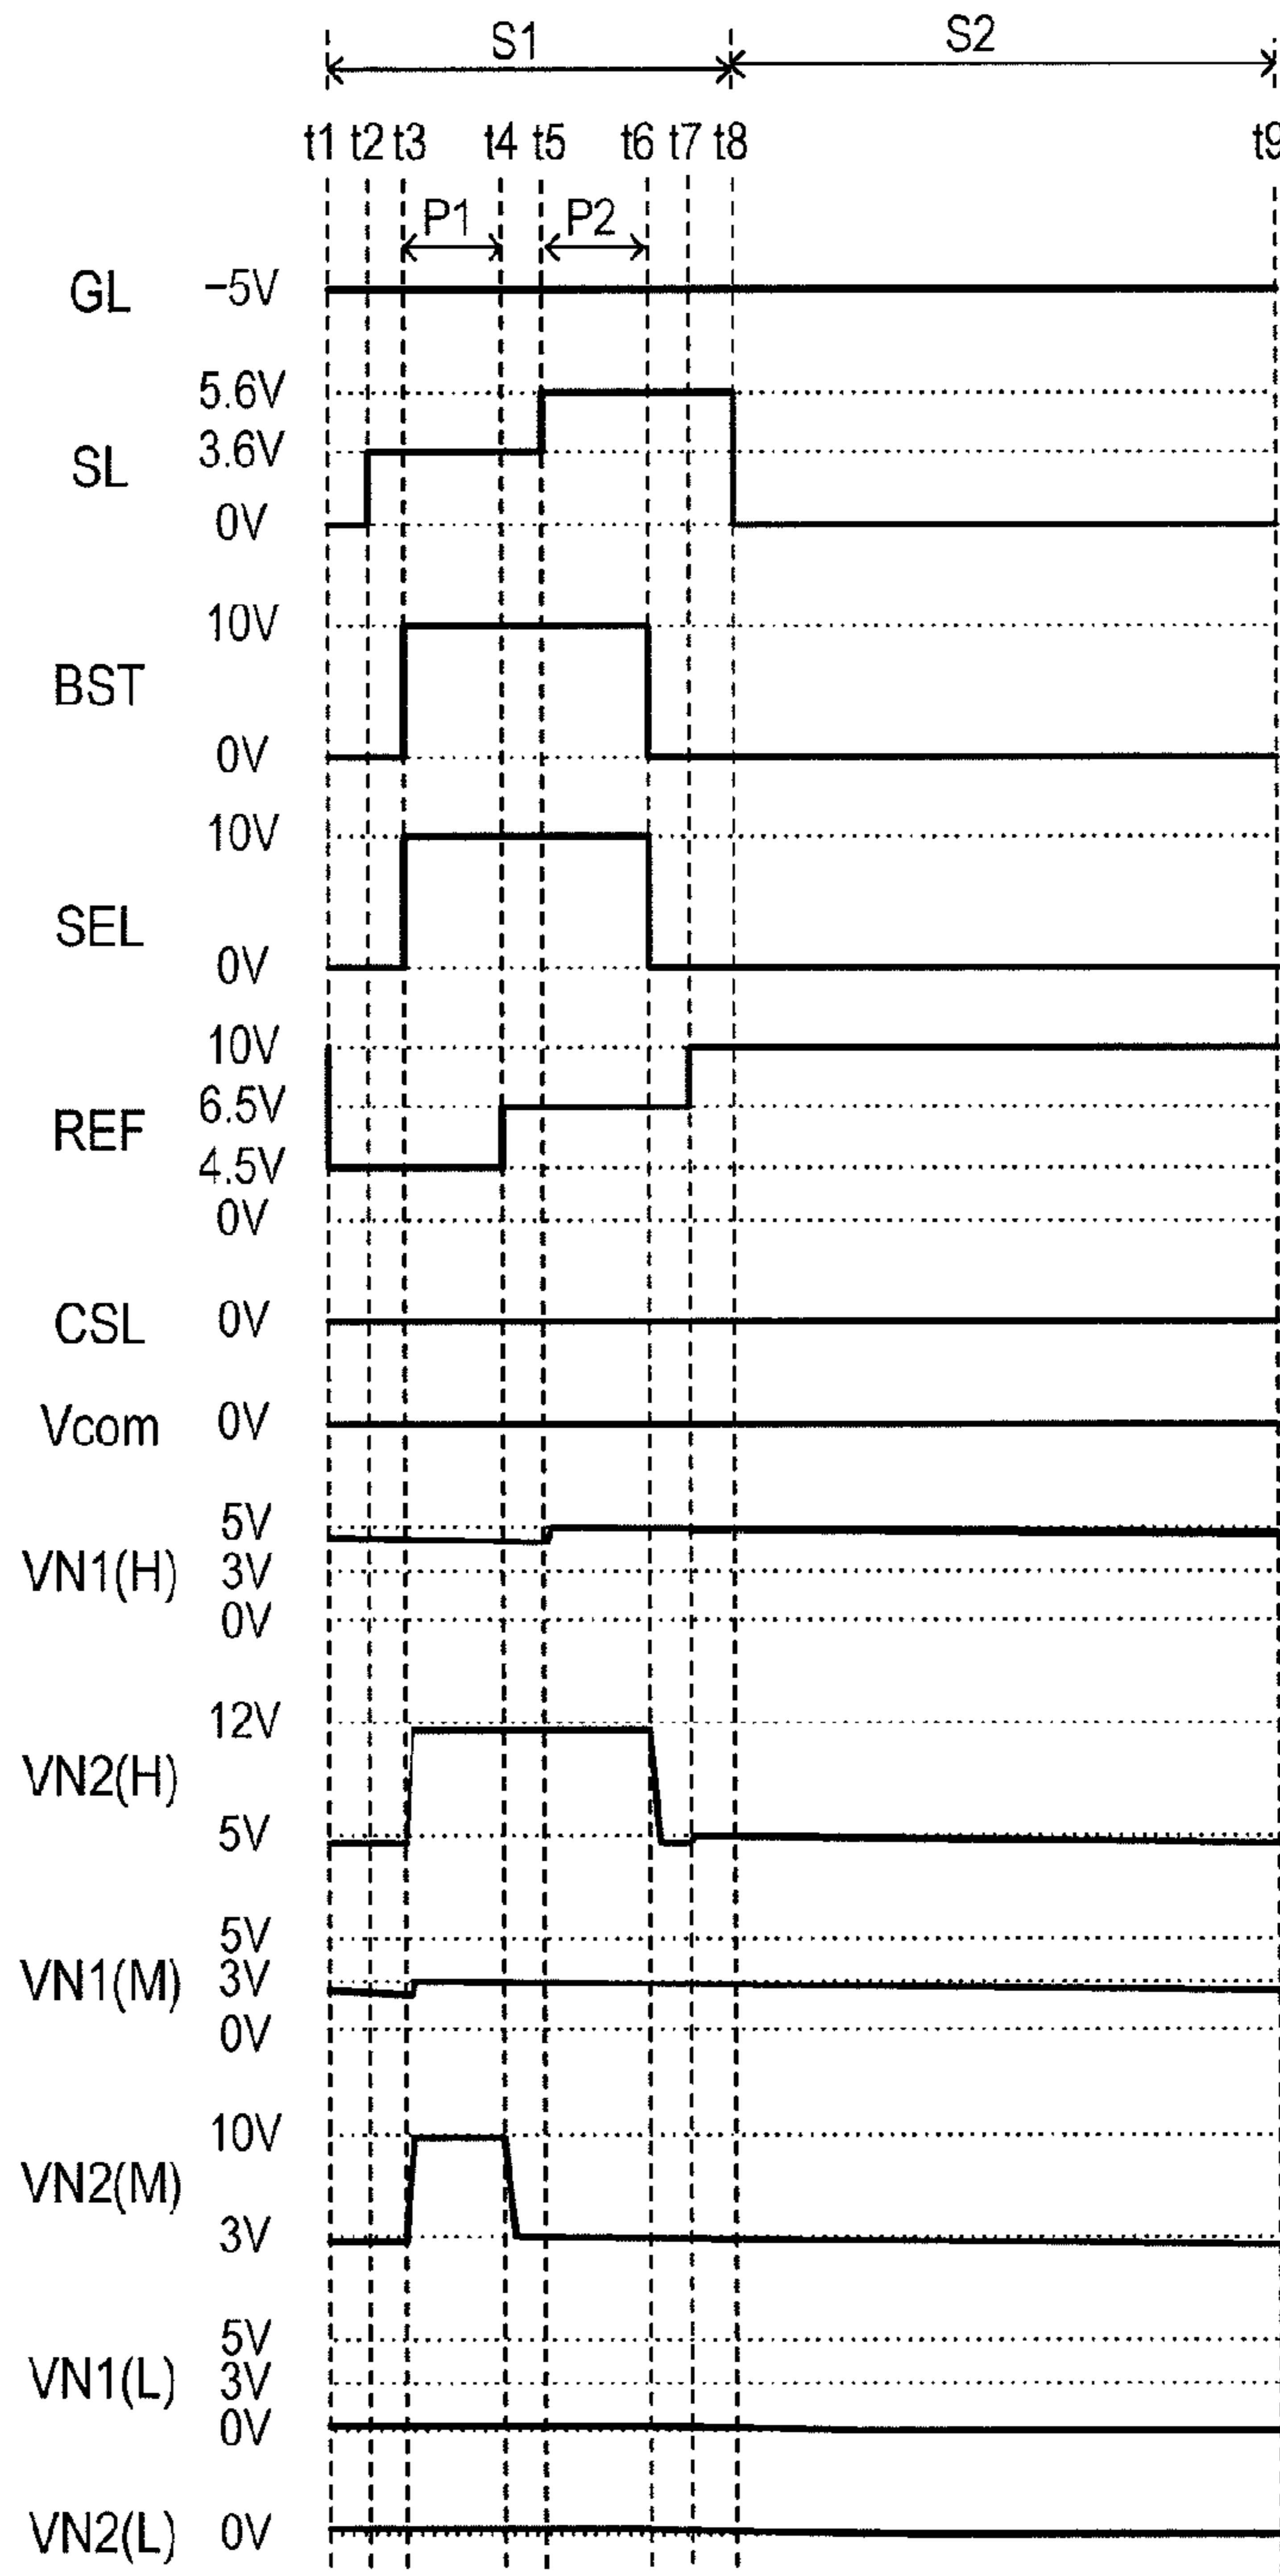 S1 S2
t1 t2 t3 t4 t5 t6 t7 t8 t9
P1 P2
GL -5V
5.6V
SL 3.6V
0V
10V
BST
0V
10V
SEL
0V
10V
6.5V
REF
4.5V
0V
CSL 0V
Vcom 0V
5V
VN1(H) 3V
0V
12V
VN2(H)
5V
5V
VN1(M) 3V
0V
10V
VN2(M)
3V
5V
VN1(L) 3V
0V
VN2(L) 0V